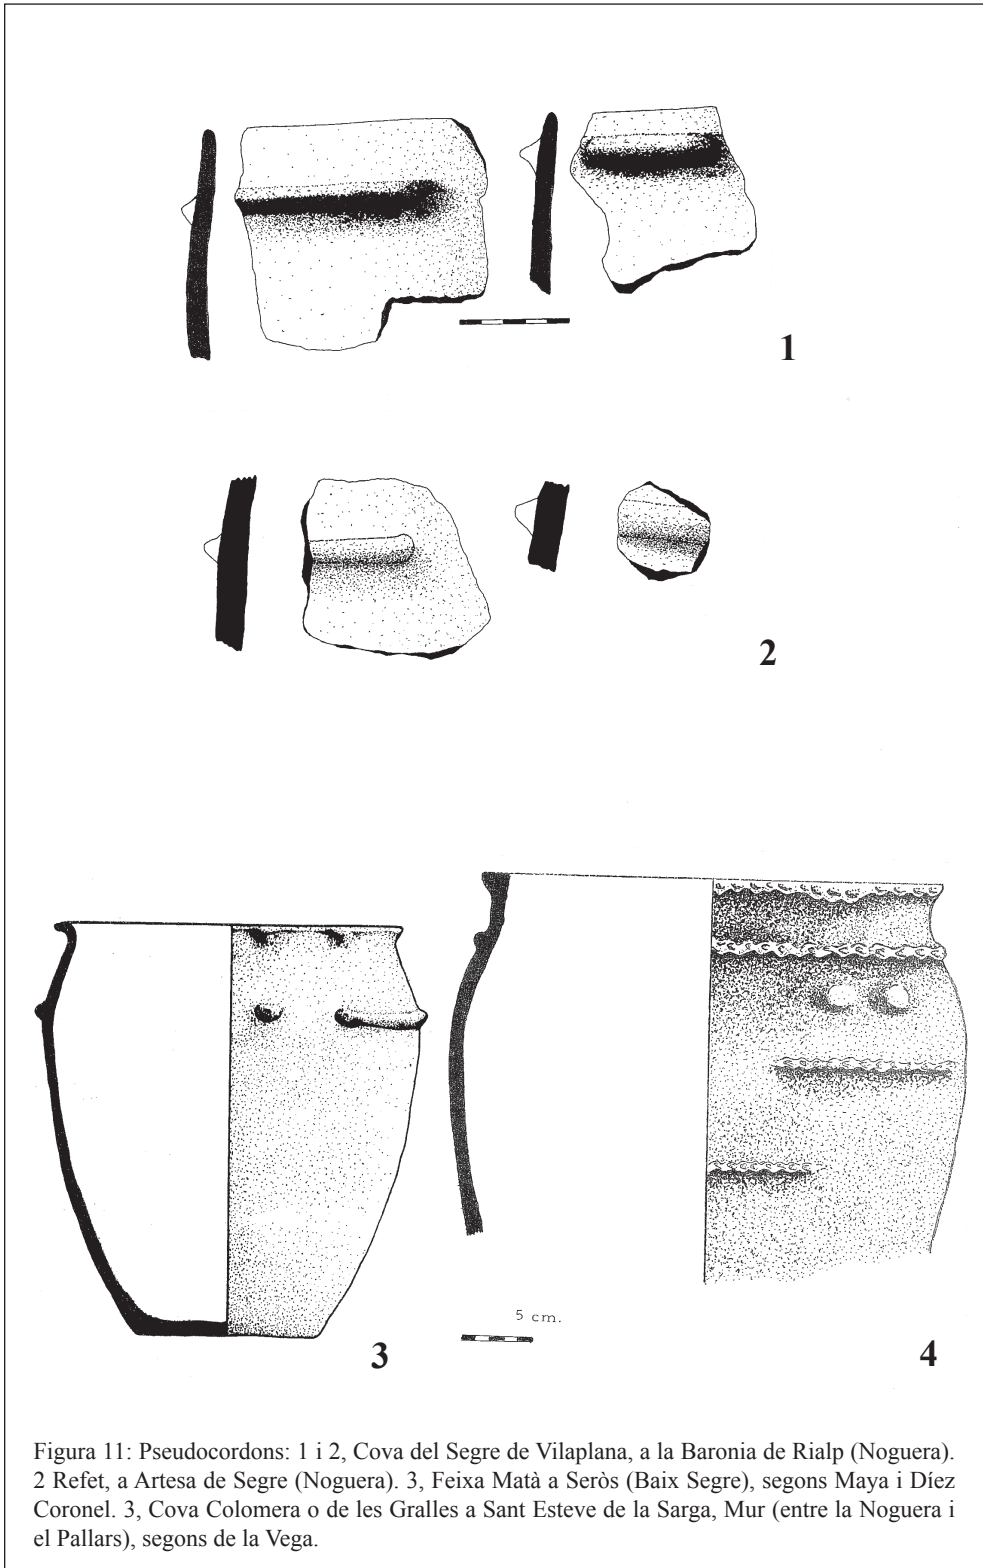 1
2
5 cm.
3
4
Figura 11: Pseudocordons: 1 i 2, Cova del Segre de Vilaplana, a la Baronia de Rialp (Noguera).
2 Refet, a Artesa de Segre (Noguera). 3, Feixa Matà a Seròs (Baix Segre), segons Maya i Díez
Coronel. 3, Cova Colomera o de les Gralles a Sant Esteve de la Sarga, Mur (entre la Noguera i
el Pallars), segons de la Vega.